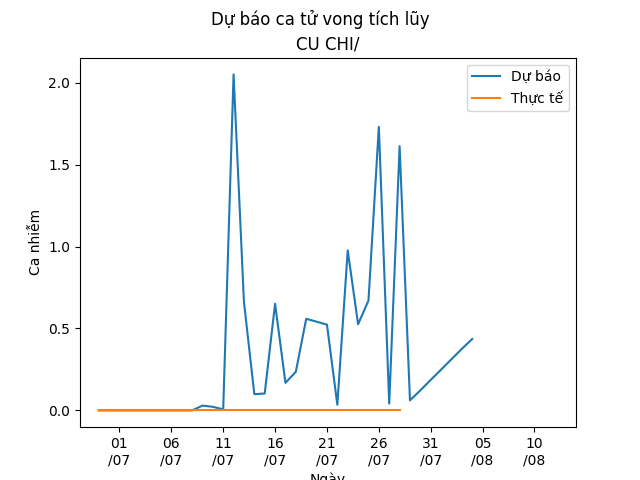 Dự báo ca tử vong tích lũy
CU CHI/
Dự báo
Thực tế
Ca nhiễm
2.0
1.5
1.0
0.5
0.0
01 06 11 16 21 26 31 05 10
/07 /07 /07 /07 /07 /07 /07 /08 /08
Ngày